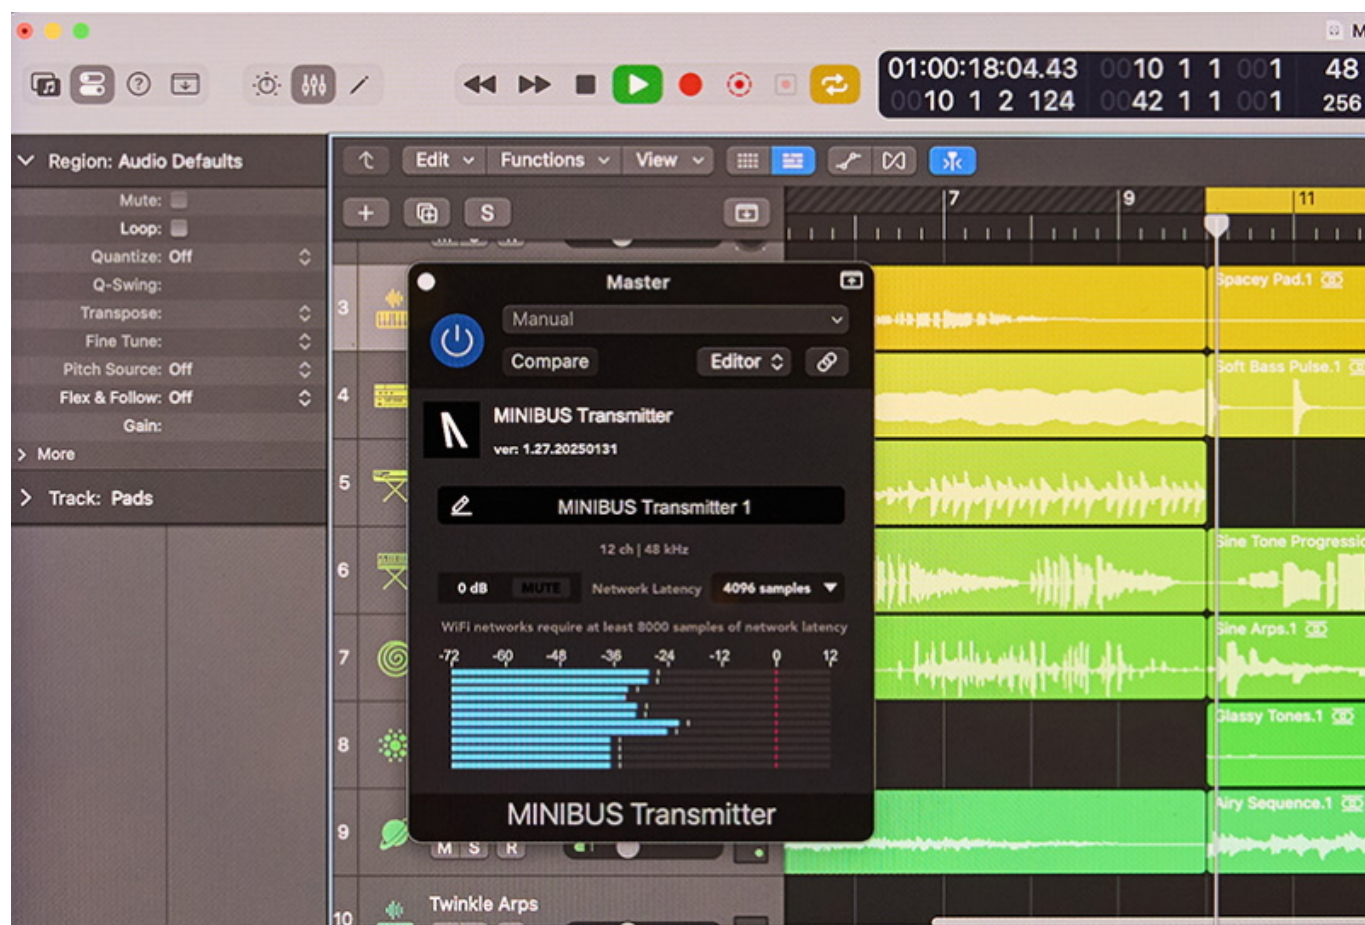 M
01:00:18:04.43 0010 1 1 001 48
0010 1 2 124 0042 1 1 001 256
Region: Audio Defaults
Mute:
Loop:
Quantize: Off
Q-Swing:
Transpose:
Fine Tune:
Pitch Source: Off
Flex & Follow: Off
Gain:
More
Track: Pads
Edit Functions View
S
7 9 11
3
4
5
6
7
8
9
10
Master
Manual
Compare Editor
MINIBUS Transmitter
ver: 1.27.20250131
MINIBUS Transmitter 1
12 ch | 48 kHz
0 dB MUTE Network Latency 4096 samples
WiFi networks require at least 8000 samples of network latency
-72 -60 -48 -36 -24 -12 0 12
MINIBUS Transmitter
M S R
Twinkle Arps
Spacey Pad.1
Soft Bass Pulse.1
Sine Tone Progressio
Sine Arps.1
Glassy Tones.1
Airy Sequence.1